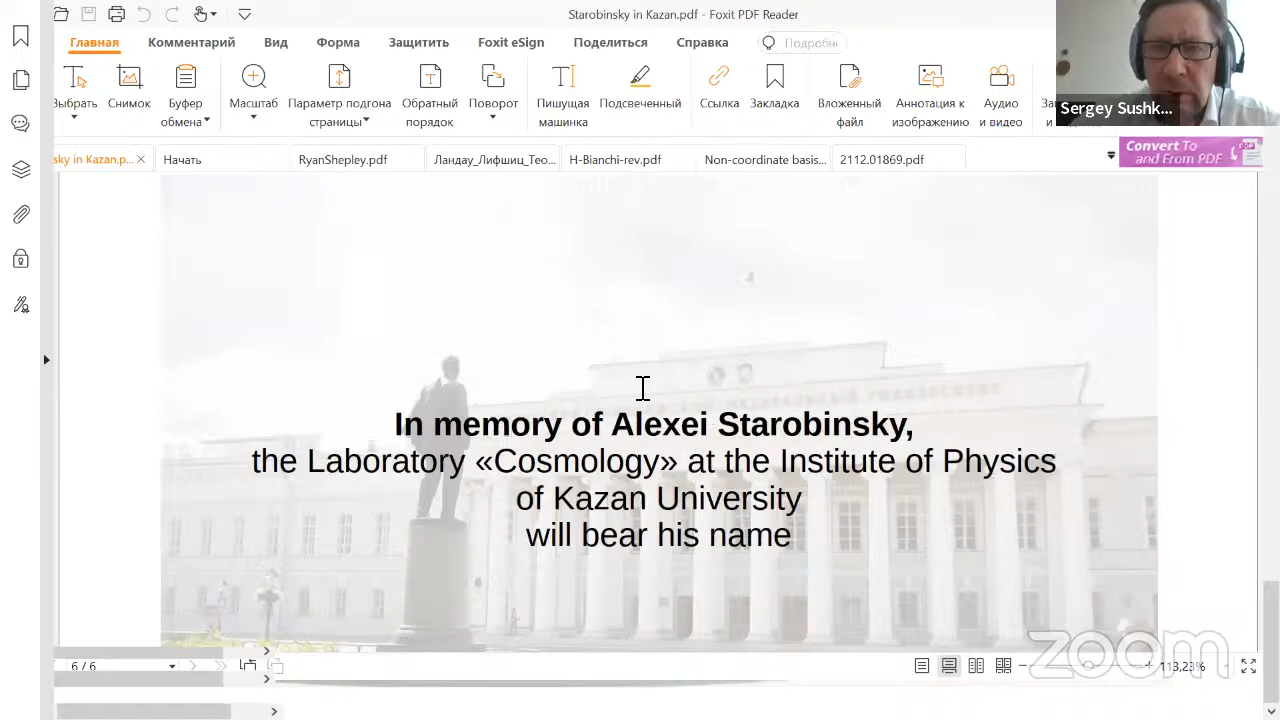 Starobinsky in Kazan.pdf - Foxit PDF Reader
Главная Комментарий Вид Форма Защитить Foxit eSign Поделиться Справка Подробн
Выбрать Снимок Буфер обмена Масштаб Параметр подгона страницы Обратный порядок Поворот Пишущая машинка Подсвеченный Ссылка Закладка Вложенный файл Аннотация к изображению Аудио и видео
Sergey Sushk...
sky in Kazan.p... Начать RyanShepley.pdf Ландау_Лифшиц_Тес H-Bianchi-rev.pdf Non-coordinate bas 2112.01869.pdf
Convert To
and From PDF
PDF
In memory of Alexei Starobinsky,
the Laboratory «Cosmology» at the Institute of Physics
of Kazan University
will bear his name
zoom
6 / 6 113,23%